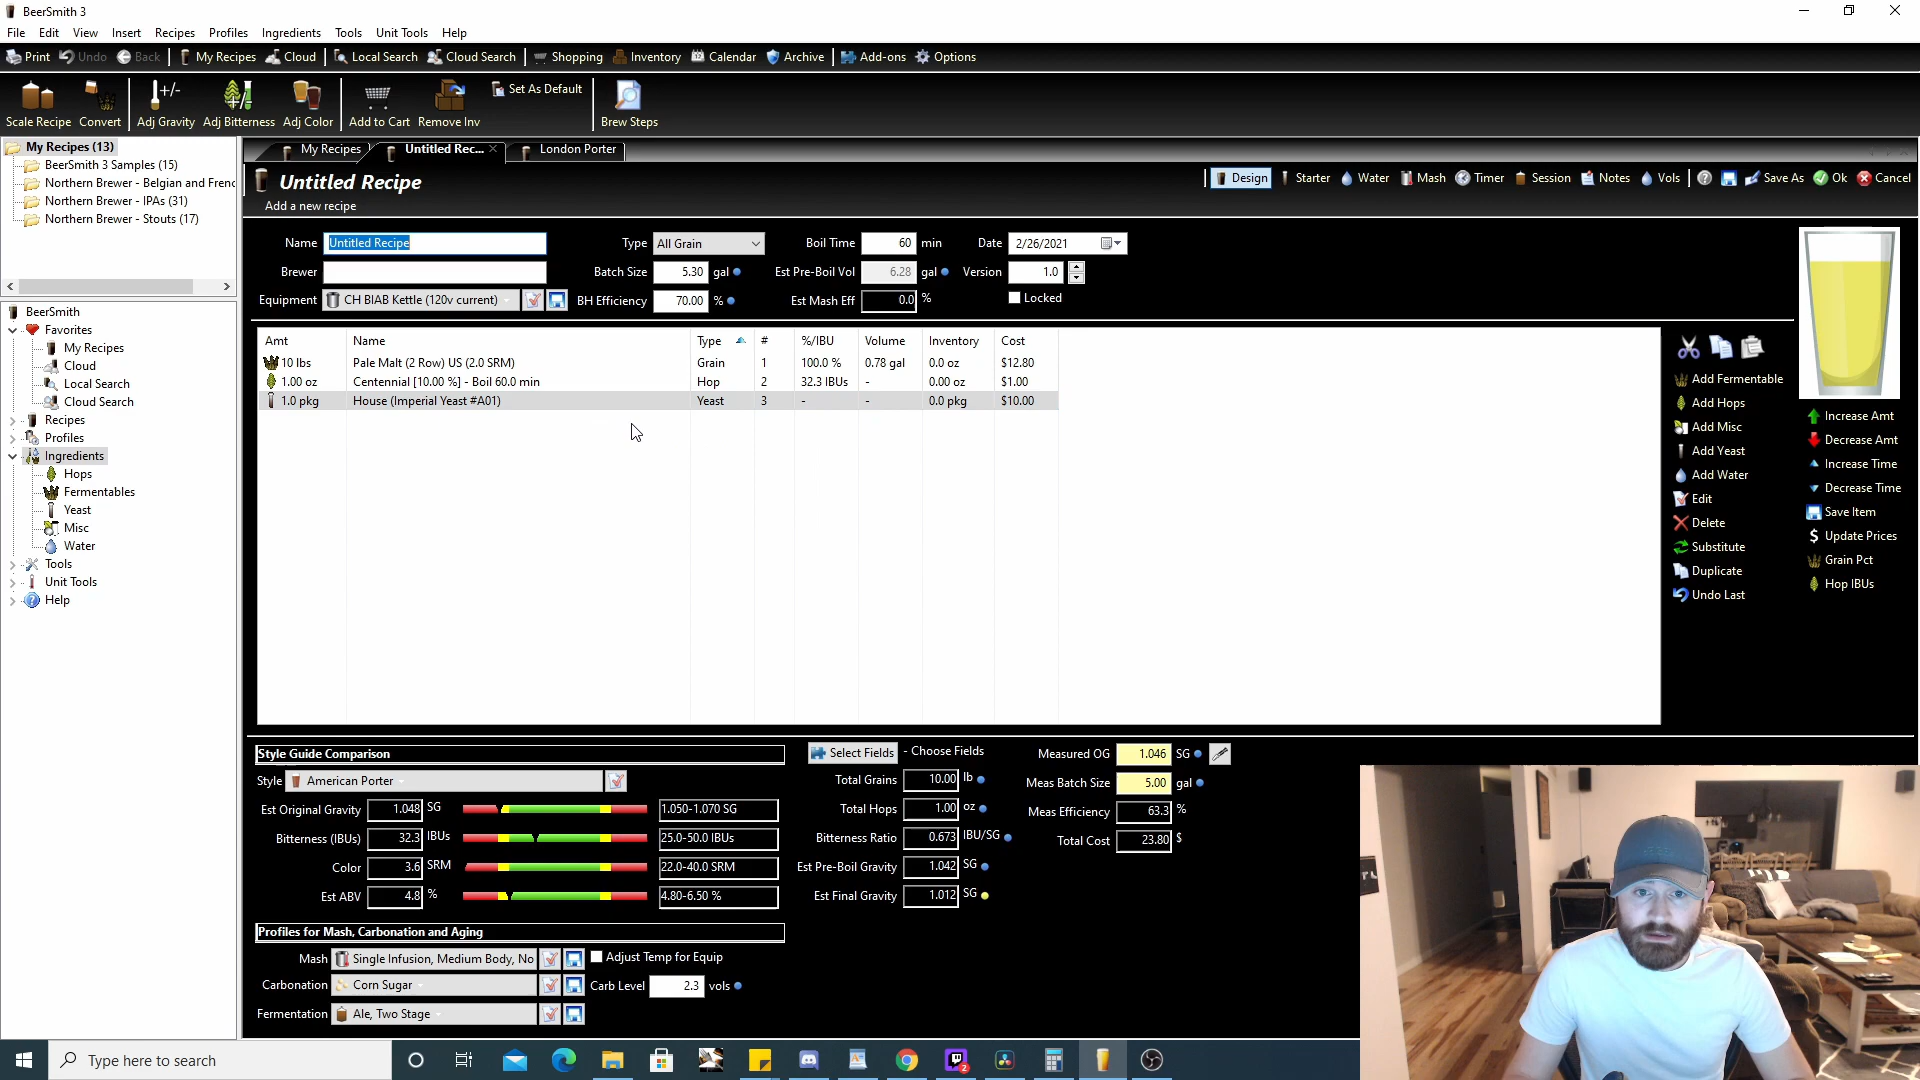 BeerSmith 3
File Edit View Insert Recipes Profiles Ingredients Tools Unit Tools Help
Print Undo Back My Recipes Cloud Local Search Cloud Search Shopping Inventory Calendar Archive Add-ons Options
Scale Recipe Convert Adj Gravity Adj Bitterness Adj Color Add to Cart Remove Inv Set As Default Brew Steps
My Recipes (13)
BeerSmith 3 Samples (15)
Northern Brewer - Belgian and Frenc
Northern Brewer - IPAs (31)
Northern Brewer - Stouts (17)
BeerSmith
Favorites
My Recipes
Cloud
Local Search
Cloud Search
Recipes
Profiles
Ingredients
Hops
Fermentables
Yeast
Misc
Water
Tools
Unit Tools
Help
My Recipes Untitled Rec... London Porter
Untitled Recipe
Add a new recipe
Design Starter Water Mash Timer Session Notes Vols Save As Ok Cancel
Name Untitled Recipe Type All Grain Boil Time 60 min Date 2/26/2021
Brewer Batch Size 5.30 gal Est Pre-Boil Vol 6.28 gal Version 1.0
Equipment CH BIAB Kettle (120v current) BH Efficiency 70.00 % Est Mash Eff 0.0 % Locked
Amt Name Type # %/IBU Volume Inventory Cost
10 lbs Pale Malt (2 Row) US (2.0 SRM) Grain 1 100.0 % 0.78 gal 0.0 oz $12.80
1.00 oz Centennial [10.00 %] - Boil 60.0 min Hop 2 32.3 IBUs - 0.00 oz $1.00
1.0 pkg House (Imperial Yeast #A01) Yeast 3 - - 0.0 pkg $10.00
Add Fermentable
Add Hops
Add Misc
Add Yeast
Add Water
Edit
Delete
Substitute
Duplicate
Undo Last
Increase Amt
Decrease Amt
Increase Time
Decrease Time
Save Item
$ Update Prices
Grain Pct
Hop IBUs
Style Guide Comparison
Style American Porter
Est Original Gravity 1.048 SG 1.050-1.070 SG
Bitterness (IBUs) 32.3 IBUs 25.0-50.0 IBUs
Color 3.6 SRM 22.0-40.0 SRM
Est ABV 4.8 % 4.80-6.50 %
Select Fields - Choose Fields
Total Grains 10.00 lb
Total Hops 1.00 oz
Bitterness Ratio 0.673 IBU/SG
Est Pre-Boil Gravity 1.042 SG
Est Final Gravity 1.012 SG
Measured OG 1.046 SG
Meas Batch Size 5.00 gal
Meas Efficiency 63.3 %
Total Cost 23.80 $
Profiles for Mash, Carbonation and Aging
Mash Single Infusion, Medium Body, No Adjust Temp for Equip
Carbonation Corn Sugar Carb Level 2.3 vols
Fermentation Ale, Two Stage
Type here to search